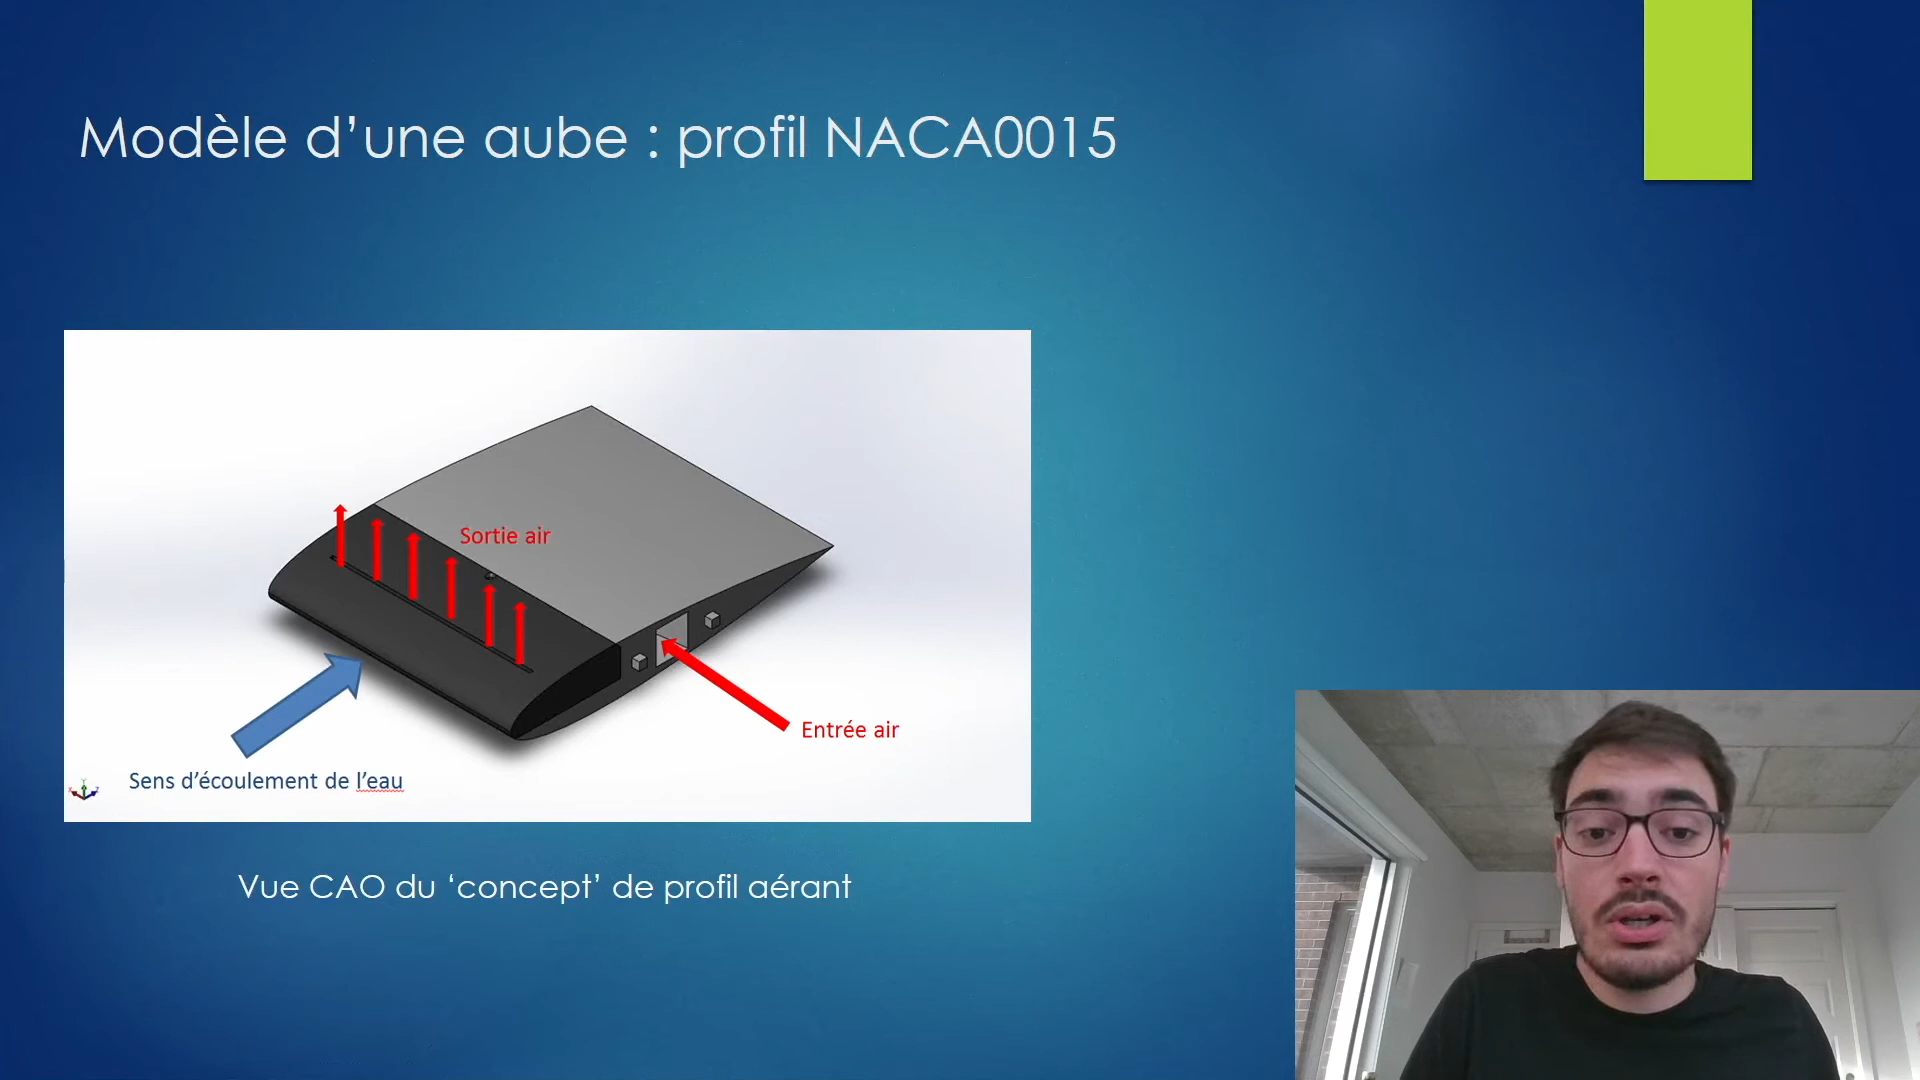 Modèle d’une aube : profil NACA0015
Sortie air
Entrée air
Sens d’écoulement de l’eau
Vue CAO du ‘concept’ de profil aérant